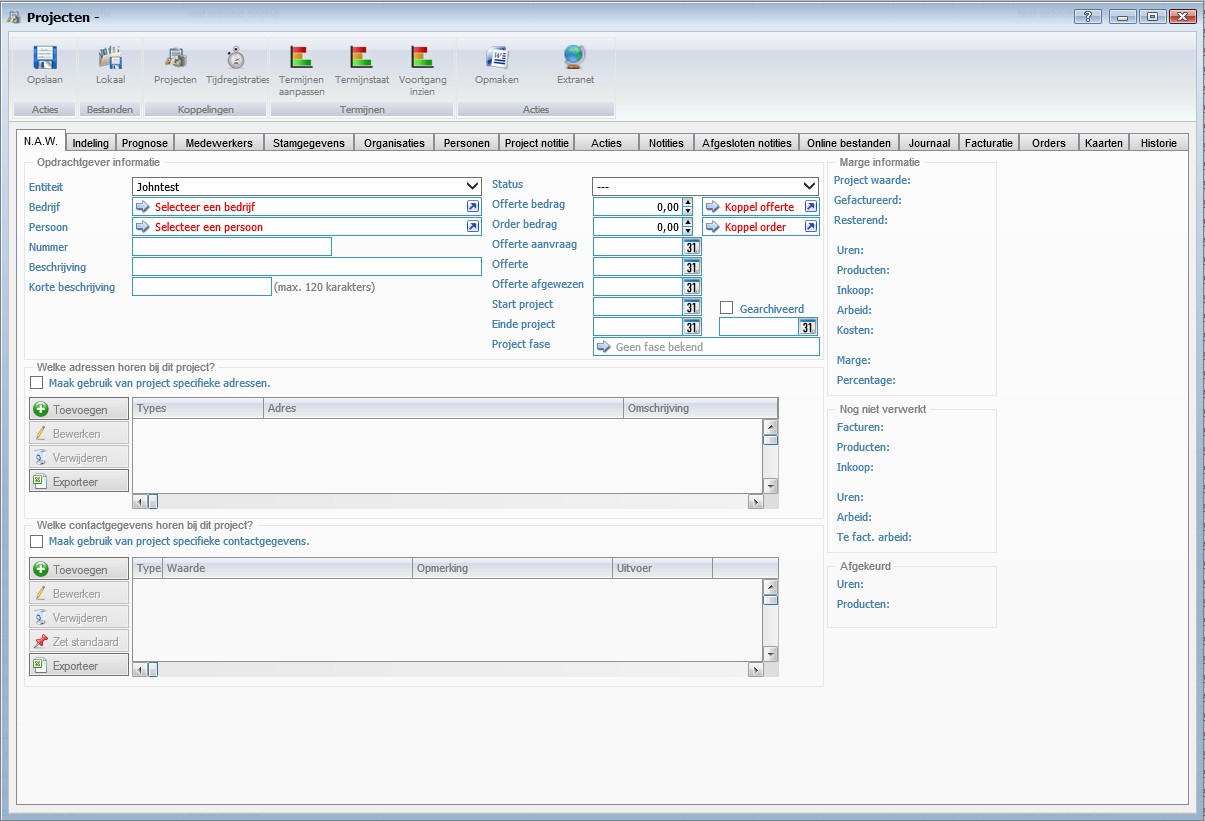 Projecten -
?
Opslaan
Lokaal
Projecten
Tijdregistraties
Termijnen aanpassen
Termijnstaat
Voortgang inzien
Opmaken
Extranet
Acties
Bestanden
Koppelingen
Termijnen
Acties
N.A.W. Indeling Prognose Medewerkers Stamgegevens Organisaties Personen Project notitie Acties Notities Afgesloten notities Online bestanden Journaal Facturatie Orders Kaarten Historie
Opdrachtgever informatie
Entiteit Johntest
Bedrijf Selecteer een bedrijf
Persoon Selecteer een persoon
Nummer
Beschrijving
Korte beschrijving (max. 120 karakters)
Status ---
Offerte bedrag 0,00 Koppel offerte
Order bedrag 0,00 Koppel order
Offerte aanvraag 31
Offerte 31
Offerte afgewezen 31
Start project 31 Gearchiveerd
Einde project 31 31
Project fase Geen fase bekend
Marge informatie
Project waarde:
Gefactureerd:
Resterend:
Uren:
Producten:
Inkoop:
Arbeid:
Kosten:
Marge:
Percentage:
Welke adressen horen bij dit project?
Maak gebruik van project specifieke adressen.
Toevoegen
Bewerken
Verwijderen
Exporteer
Types Adres Omschrijving
Nog niet verwerkt
Facturen:
Producten:
Inkoop:
Uren:
Arbeid:
Te fact. arbeid:
Welke contactgegevens horen bij dit project?
Maak gebruik van project specifieke contactgegevens.
Toevoegen
Bewerken
Verwijderen
Zet standaard
Exporteer
Type Waarde Opmerking Uitvoer
Afgekeurd
Uren:
Producten: